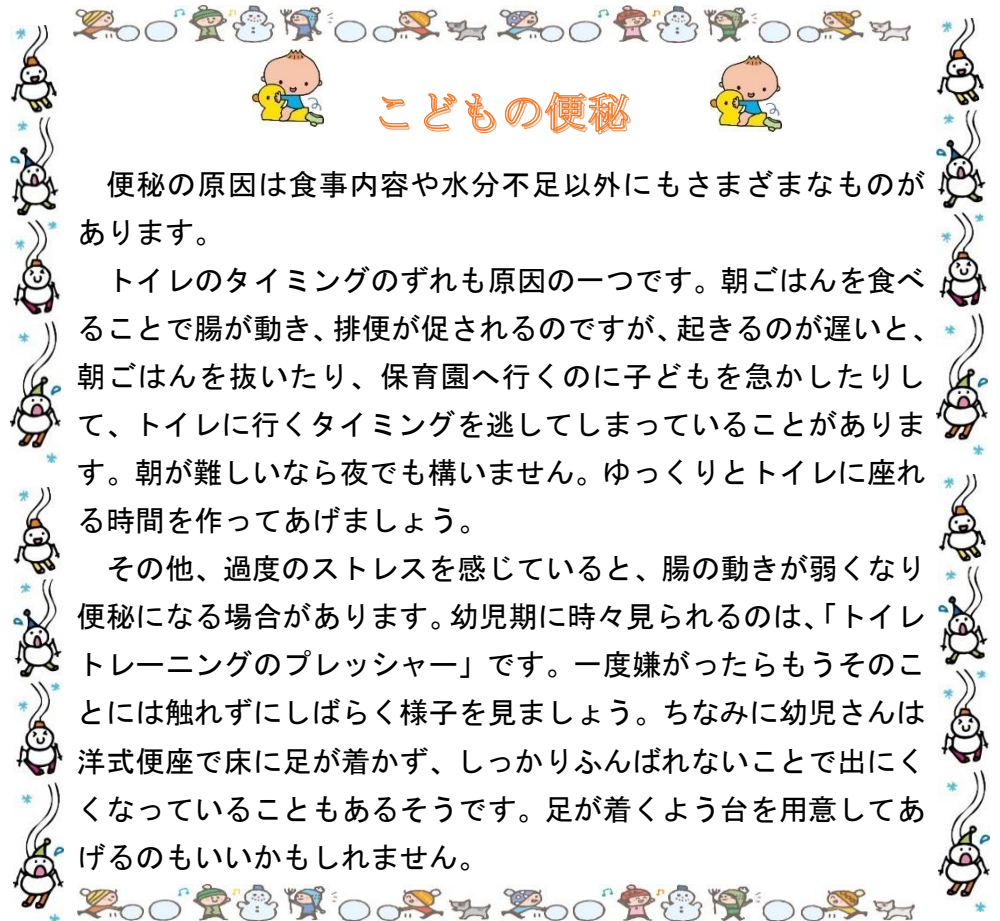 こどもの便秘
便秘の原因は食事内容や水分不足以外にもさまざまなものが
あります。
トイレのタイミングのずれも原因の一つです。朝ごはんを食べ
ることで腸が動き、排便が促されるのですが、起きるのが遅いと、
朝ごはんを抜いたり、保育園へ行くのに子どもを急かしたりし
て、トイレに行くタイミングを逃してしまっていることがありま
す。朝が難しいなら夜でも構いません。ゆっくりとトイレに座れ
る時間を作ってあげましょう。
その他、過度のストレスを感じていると、腸の動きが弱くなり
便秘になる場合があります。幼児期に時々見られるのは、「トイレ
トレーニングのプレッシャー」です。一度嫌がったらもうそのこ
とには触れずにしばらく様子を見ましょう。ちなみに幼児さんは
洋式便座で床に足が着かず、しっかりふんばれないことで出にく
くなっていることもあるそうです。足が着くよう台を用意してあ
げるのもいいかもしれません。